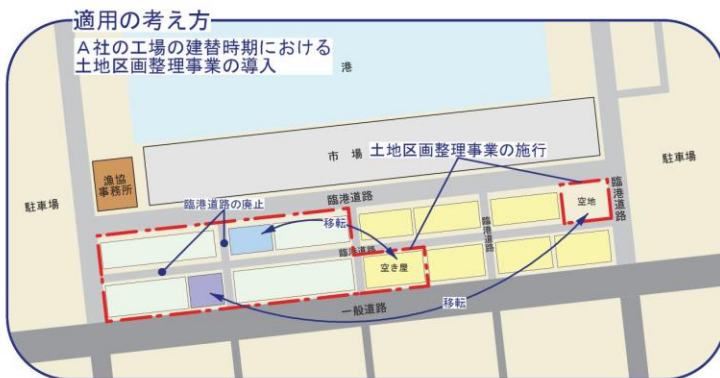 適用の考え方
A社の工場の建替時期における
土地区画整理事業の導入
港
市場
土地区画整理事業の施行
漁協
事務所
駐車場
駐車場
臨港道路の廃止
臨港道路
移転
臨港道路
臨港道路
空地
臨港道路
空き屋
一般道路
移転